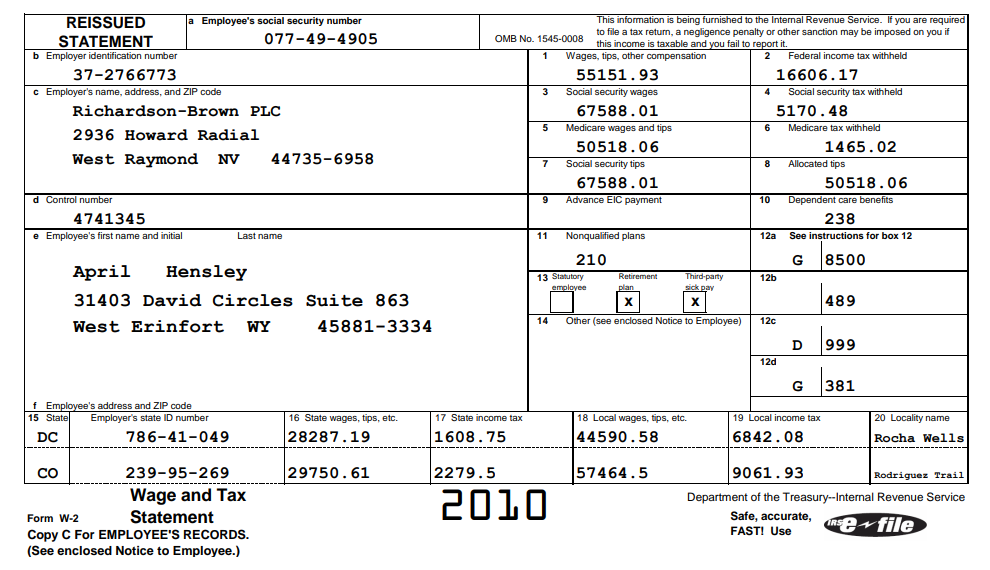 REISSUED STATEMENT
a Employee's social security number
077-49-4905
OMB No. 1545-0008
This information is being furnished to the Internal Revenue Service. If you are required
to file a tax return, a negligence penalty or other sanction may be imposed on you if
this income is taxable and you fail to report it.
b Employer identification number
37-2766773
1 Wages, tips, other compensation
55151.93
2 Federal income tax withheld
16606.17
c Employer's name, address, and ZIP code
Richardson-Brown PLC
2936 Howard Radial
West Raymond NV 44735-6958
3 Social security wages
67588.01
4 Social security tax withheld
5170.48
5 Medicare wages and tips
50518.06
6 Medicare tax withheld
1465.02
7 Social security tips
67588.01
8 Allocated tips
50518.06
d Control number
4741345
9 Advance EIC payment
10 Dependent care benefits
238
e Employee's first name and initial Last name
April Hensley
31403 David Circles Suite 863
West Erinfort WY 45881-3334
11 Nonqualified plans
210
12a See instructions for box 12
G 8500
13 Statutory employee
Retirement plan
x
Third-party sick pay
x
12b
489
14 Other (see enclosed Notice to Employee)
12c
D 999
12d
G 381
f Employee's address and ZIP code
15 State Employer's state ID number 16 State wages, tips, etc. 17 State income tax 18 Local wages, tips, etc. 19 Local income tax 20 Locality name
DC 786-41-049 28287.19 1608.75 44590.58 6842.08 Rocha Wells
CO 239-95-269 29750.61 2279.5 57464.5 9061.93 Rodriguez Trail
Form W-2
Wage and Tax
Statement
2010
Department of the Treasury--Internal Revenue Service
Copy C For EMPLOYEE'S RECORDS.
(See enclosed Notice to Employee.)
Safe, accurate,
FAST! Use
IRS e-file